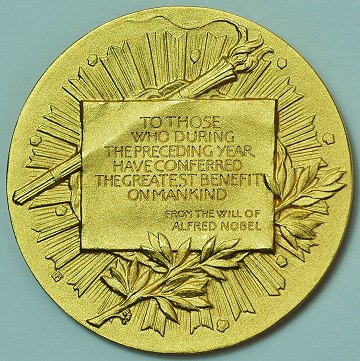 TO THOSE
WHO DURING
THE PRECEDING YEAR
HAVE CONFERRED
THE GREATEST BENEFIT
ON MANKIND
FROM THE WILL OF
ALFRED NOBEL